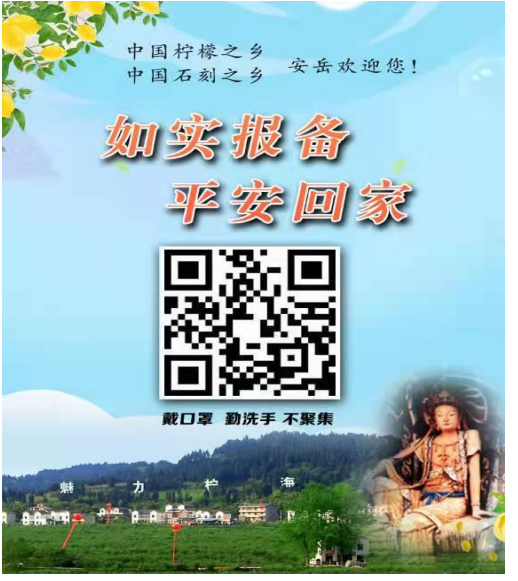 中国柠檬之乡
中国石刻之乡
安岳欢迎您！
如实报备
平安回家
戴口罩 勤洗手 不聚集
魅力柠海